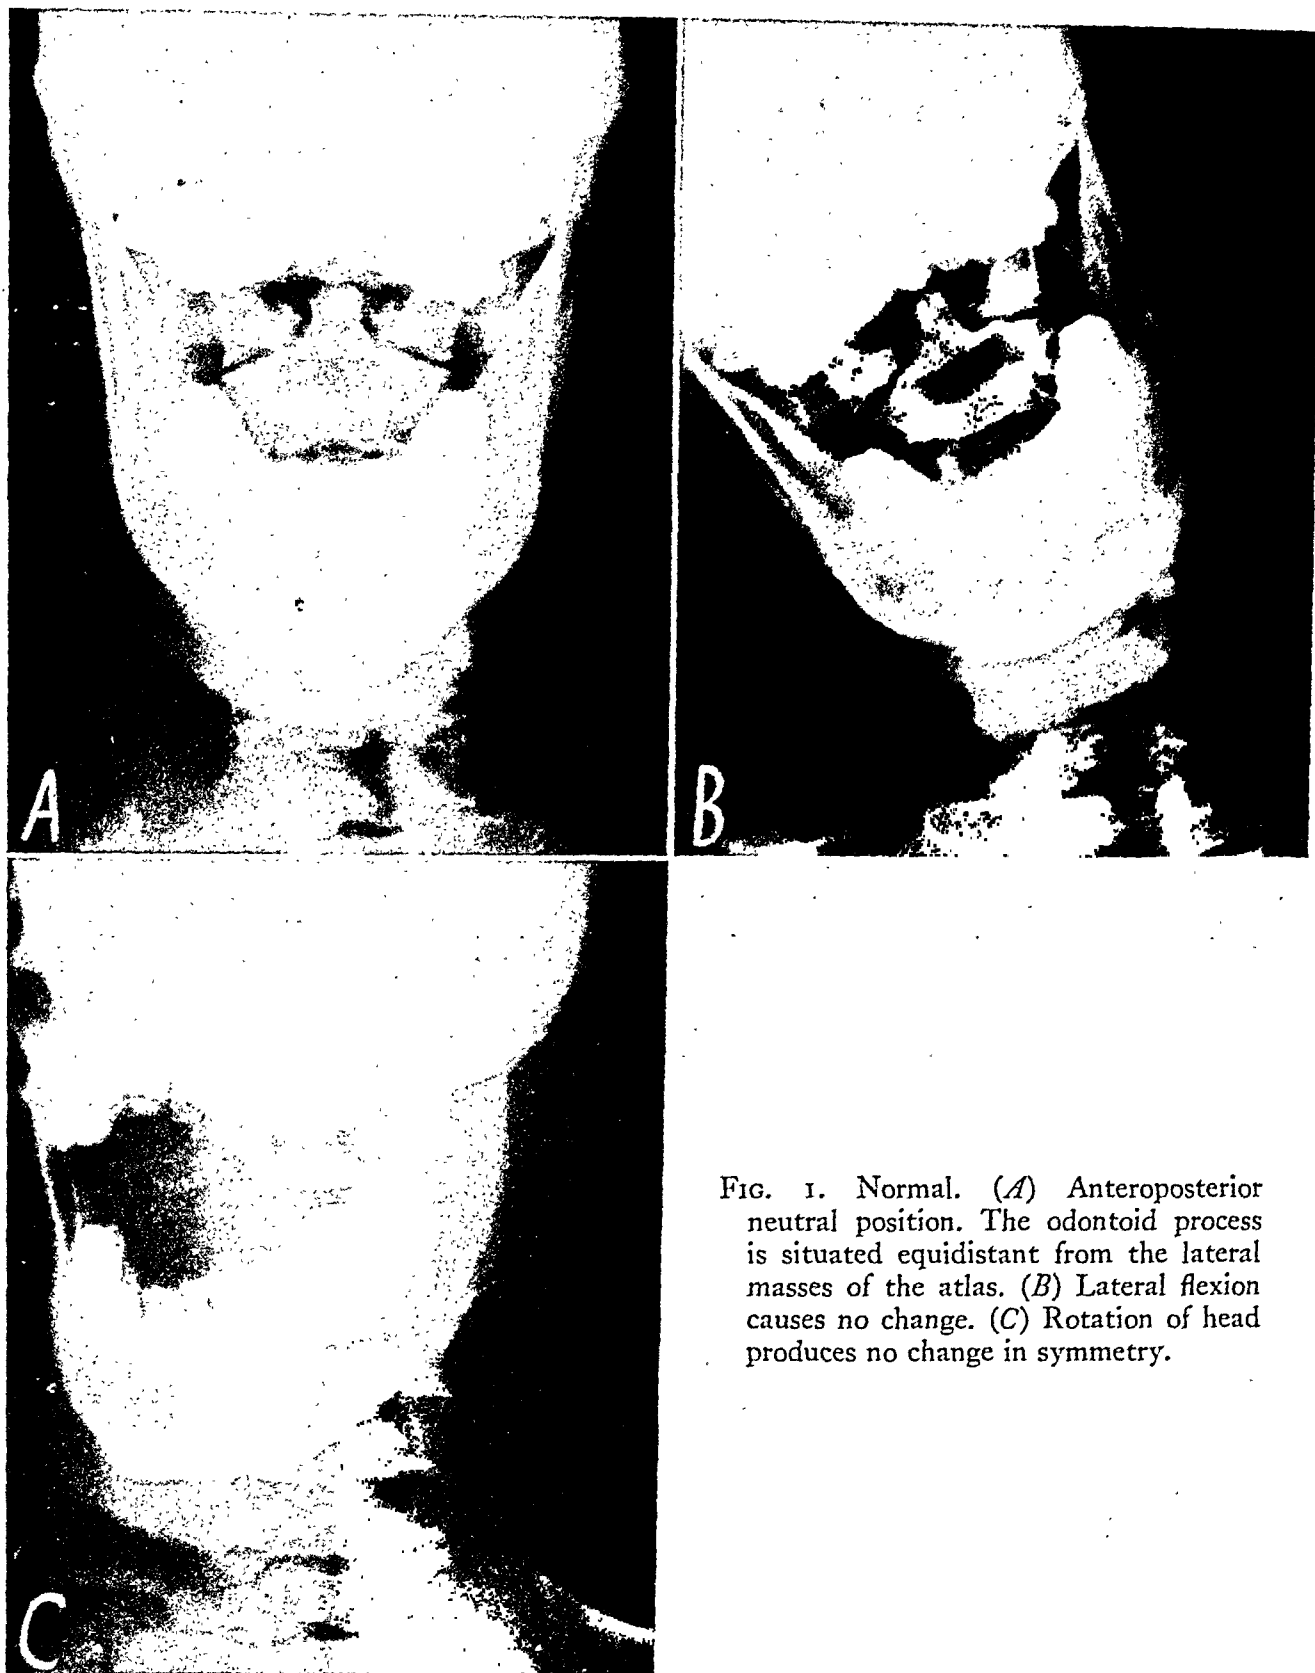 A
B
C
FIG. 1. Normal. (A) Anteroposterior
neutral position. The odontoid process
is situated equidistant from the lateral
masses of the atlas. (B) Lateral flexion
causes no change. (C) Rotation of head
produces no change in symmetry.